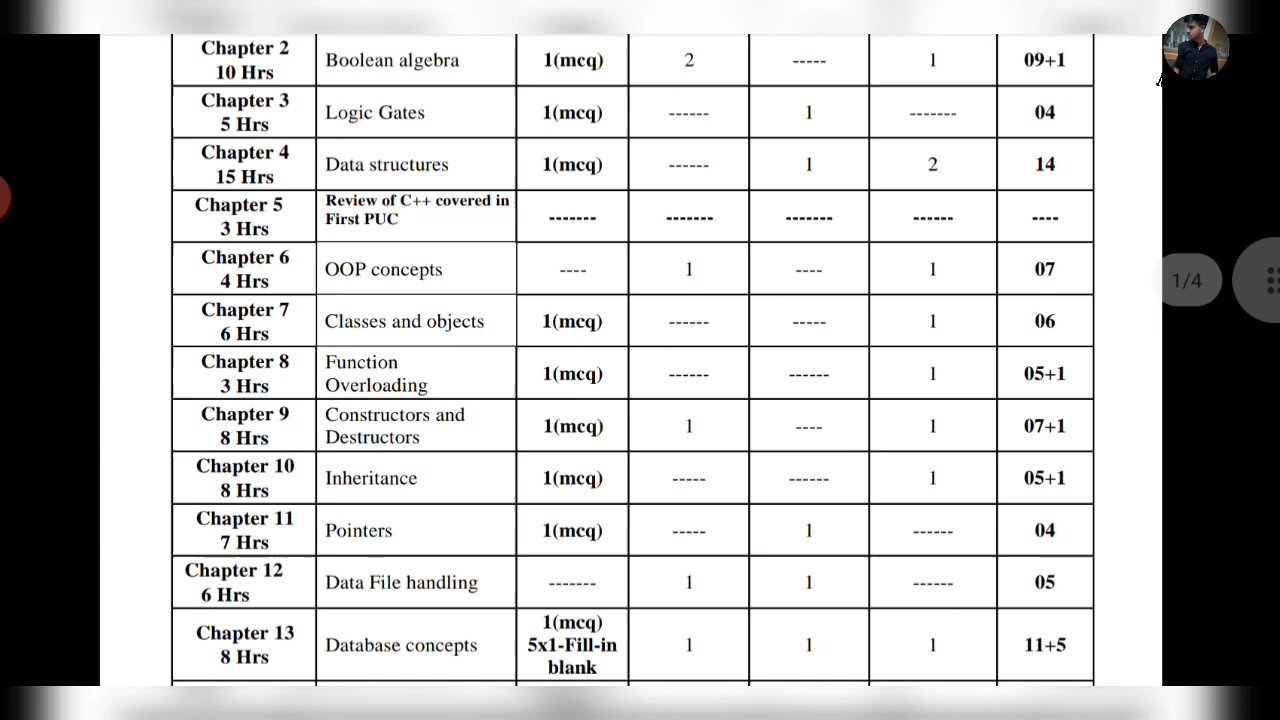 Chapter 2
10 Hrs
Boolean algebra
1(mcq)
2
-----
1
09+1
Chapter 3
5 Hrs
Logic Gates
1(mcq)
------
1
-------
04
Chapter 4
15 Hrs
Data structures
1(mcq)
------
1
2
14
Chapter 5
3 Hrs
Review of C++ covered in
First PUC
-------
-------
-------
------
----
Chapter 6
4 Hrs
OOP concepts
----
1
----
1
07
Chapter 7
6 Hrs
Classes and objects
1(mcq)
------
-----
1
06
Chapter 8
3 Hrs
Function
Overloading
1(mcq)
------
------
1
05+1
Chapter 9
8 Hrs
Constructors and
Destructors
1(mcq)
1
----
1
07+1
Chapter 10
8 Hrs
Inheritance
1(mcq)
-----
------
1
05+1
Chapter 11
7 Hrs
Pointers
1(mcq)
-----
1
------
04
Chapter 12
6 Hrs
Data File handling
-------
1
1
------
05
Chapter 13
8 Hrs
Database concepts
1(mcq)
5x1-Fill-in
blank
1
1
1
11+5
1/4